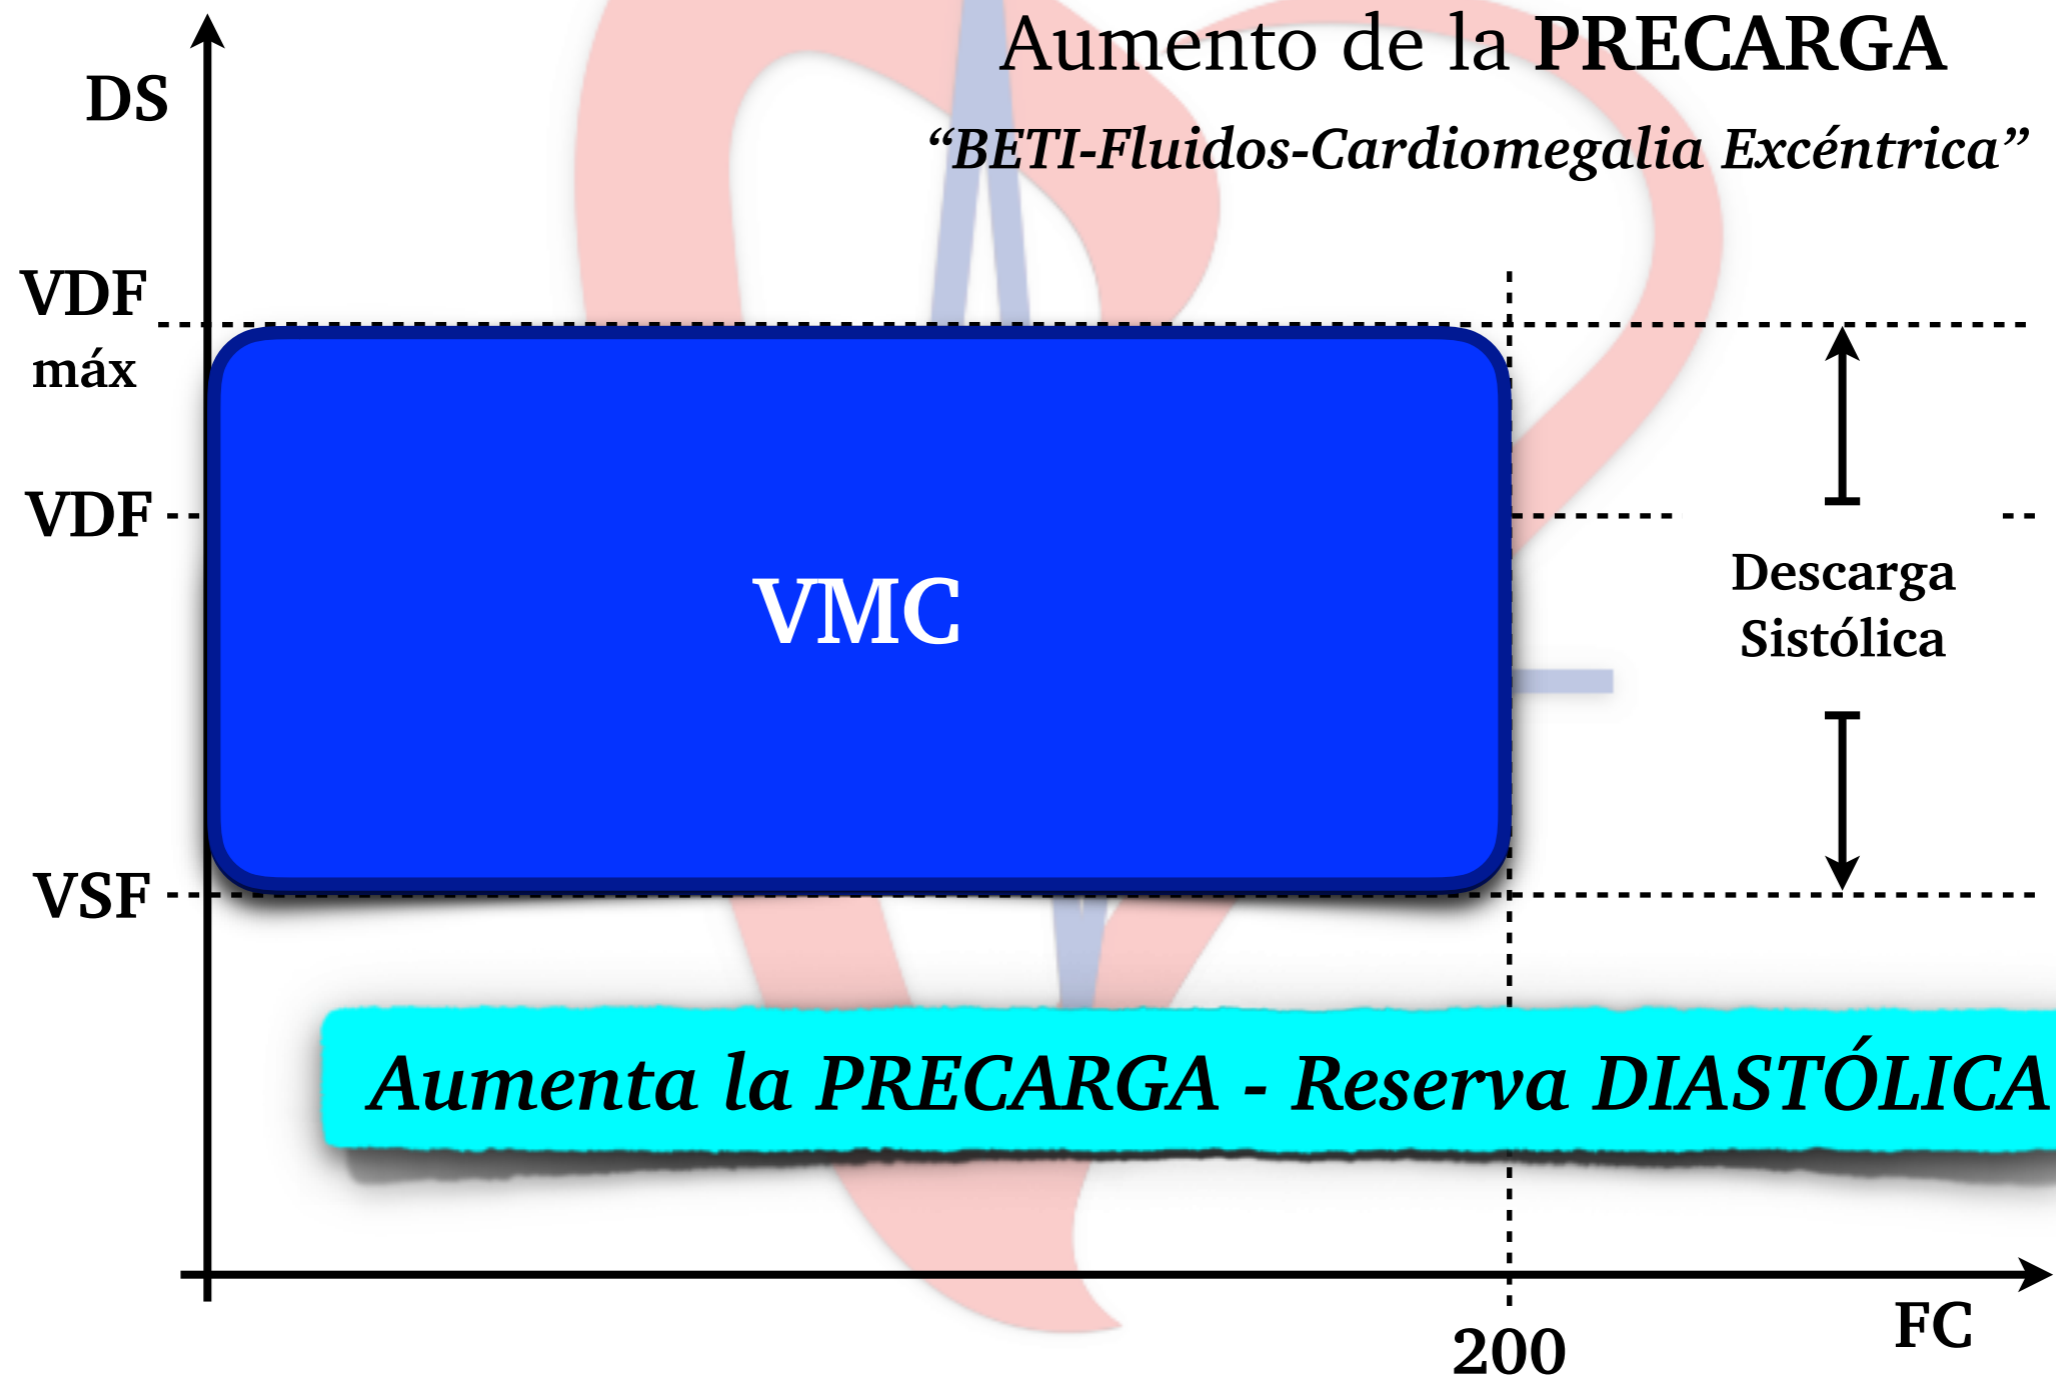 Aumento de la PRECARGA
DS
“BETI-Fluidos-Cardiomegalia Excéntrica”
VDF
máx
VDF
VMC
Descarga
Sistólica
VSF
Aumenta la PRECARGA - Reserva DIASTÓLICA
FC
200